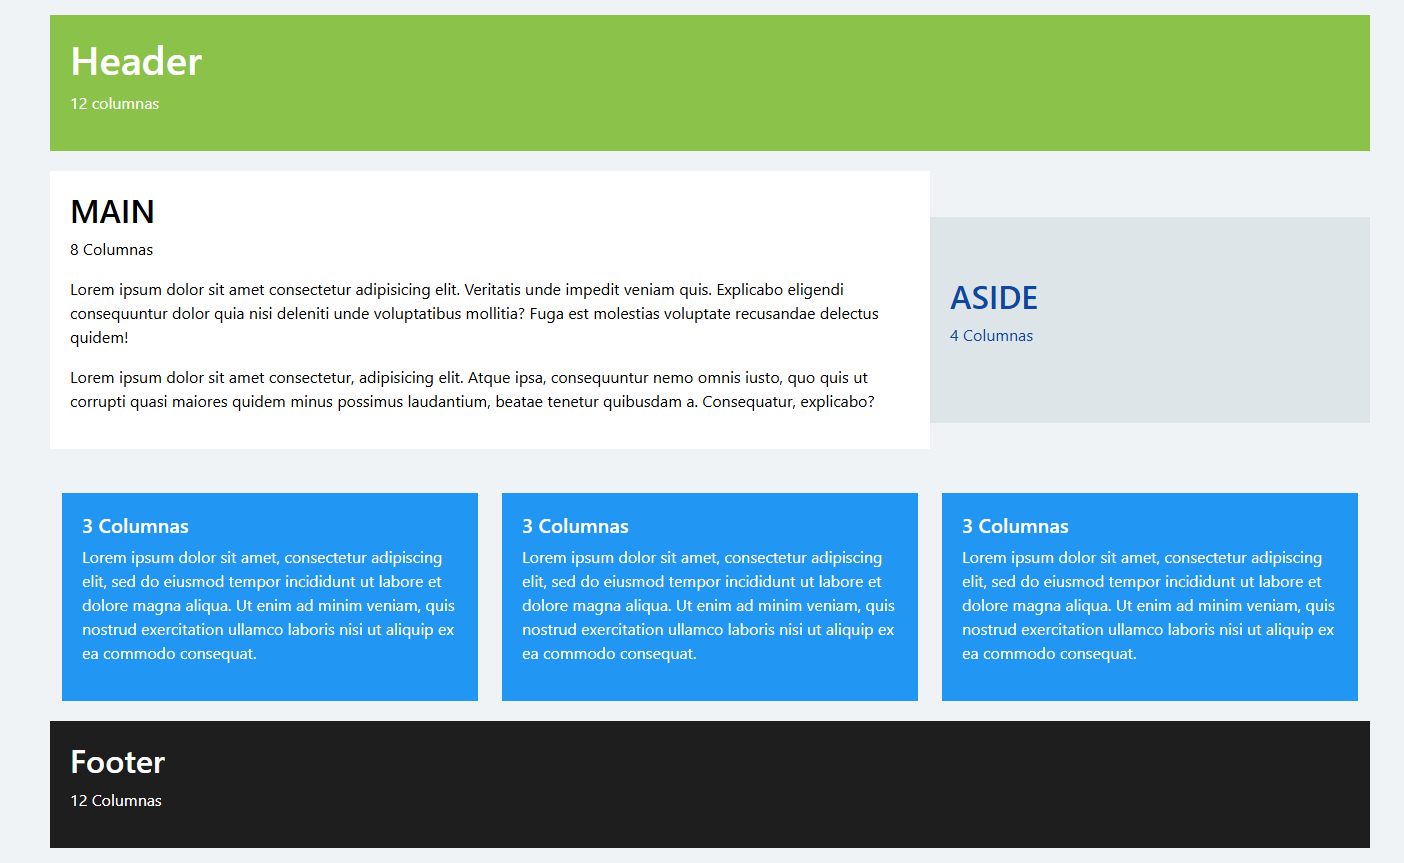 Header
12 columnas
MAIN
8 Columnas
Lorem ipsum dolor sit amet consectetur adipisicing elit. Veritatis unde impedit veniam quis. Explicabo eligendi
consequuntur dolor quia nisi deleniti unde voluptatibus mollitia? Fuga est molestias voluptate recusandae delectus
quidem!
Lorem ipsum dolor sit amet consectetur, adipisicing elit. Atque ipsa, consequuntur nemo omnis iusto, quo quis ut
corrupti quasi maiores quidem minus possimus laudantium, beatae tenetur quibusdam a. Consequatur, explicabo?
ASIDE
4 Columnas
3 Columnas
Lorem ipsum dolor sit amet, consectetur adipiscing
elit, sed do eiusmod tempor incididunt ut labore et
dolore magna aliqua. Ut enim ad minim veniam, quis
nostrud exercitation ullamco laboris nisi ut aliquip ex
ea commodo consequat.
3 Columnas
Lorem ipsum dolor sit amet, consectetur adipiscing
elit, sed do eiusmod tempor incididunt ut labore et
dolore magna aliqua. Ut enim ad minim veniam, quis
nostrud exercitation ullamco laboris nisi ut aliquip ex
ea commodo consequat.
3 Columnas
Lorem ipsum dolor sit amet, consectetur adipiscing
elit, sed do eiusmod tempor incididunt ut labore et
dolore magna aliqua. Ut enim ad minim veniam, quis
nostrud exercitation ullamco laboris nisi ut aliquip ex
ea commodo consequat.
Footer
12 Columnas